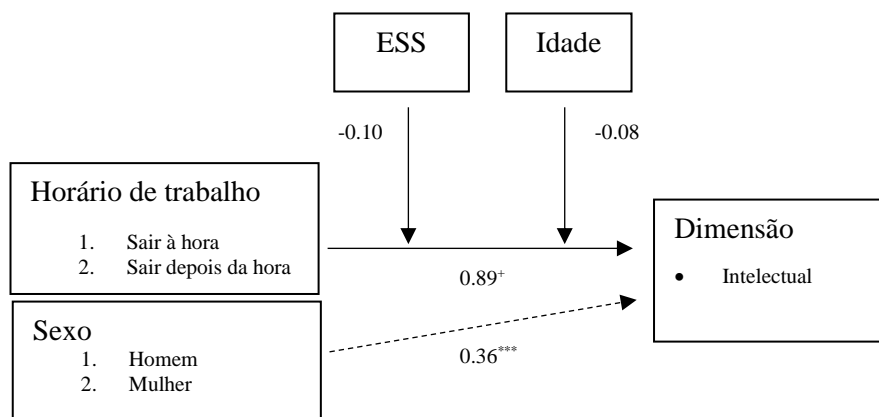 ESS
Idade
-0.10
-0.08
Horário de trabalho
1. Sair à hora
2. Sair depois da hora
Dimensão
• Intelectual
0.89+
Sexo
1. Homem
2. Mulher
0.36***